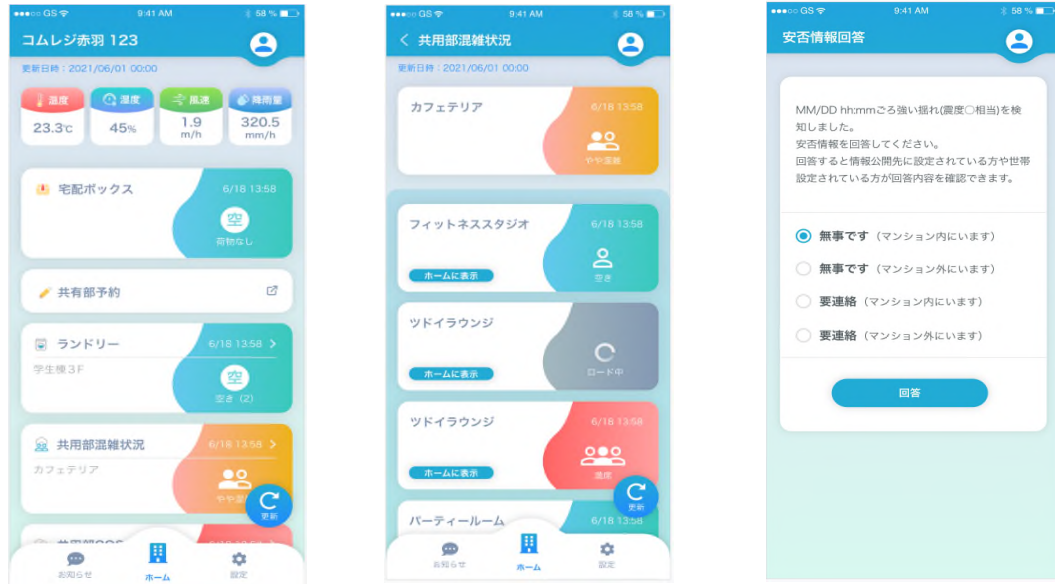 GS 9:41 AM 58 %
コムレジ赤羽 123
更新日時：2021/06/01 00:00
温度 湿度 風速 降雨量
23.3℃ 45% 1.9 m/h 320.5 mm/h
宅配ボックス 6/18 13:58
空
荷物なし
共有部予約
ランドリー 6/18 13:58
学生棟3F
空
空き（2）
共用部混雑状況 6/18 13:58
カフェテリア
やや混
更新
お知らせ ホーム 設定
GS 9:41 AM 58 %
共用部混雑状況
更新日時：2021/06/01 00:00
カフェテリア 6/18 13:58
やや混雑
フィットネススタジオ 6/18 13:58
空き
ホームに表示
ツドイラウンジ
ロード中
ホームに表示
ツドイラウンジ 6/18 13:58
ホームに表示
混度
更新
パーティールーム 6/18 13:58
お知らせ ホーム 設定
GS 9:41 AM 58 %
安否情報回答
MM/DD hh:mmごろ強い揺れ(震度〇相当)を検
知しました。
安否情報を回答してください。
回答すると情報公開先に設定されている方や世帯
設定されている方が回答内容を確認できます。
無事です（マンション内にいます）
無事です（マンション外にいます）
要連絡（マンション内にいます）
要連絡（マンション外にいます）
回答